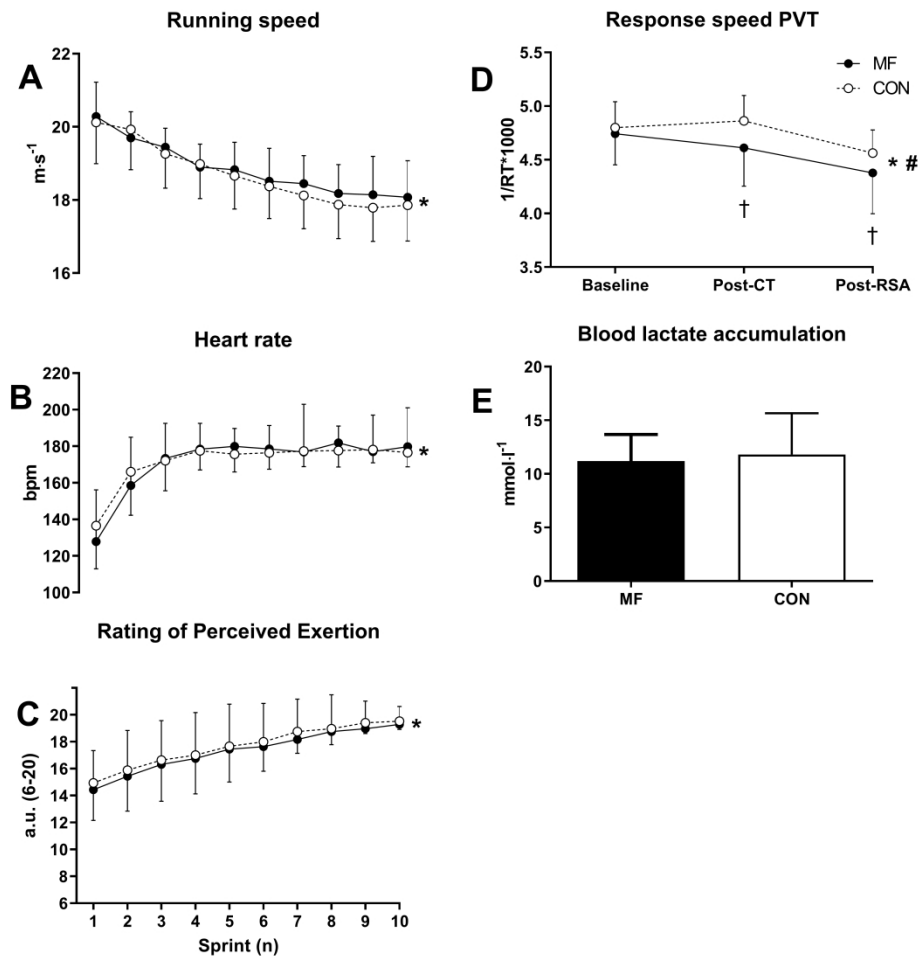 Running speed
A
22
20
18
16
m·s⁻¹
*
Response speed PVT
D
MF
CON
5.5
5.0
4.5
4.0
3.5
1/RT*1000
* #
†
†
Baseline Post-CT Post-RSA
Heart rate
B
220
200
180
160
140
120
100
bpm
*
Blood lactate accumulation
E
20
15
10
5
0
mmol·l⁻¹
MF CON
Rating of Perceived Exertion
C
20
18
16
14
12
10
8
6
a.u. (6-20)
*
1 2 3 4 5 6 7 8 9 10
Sprint (n)